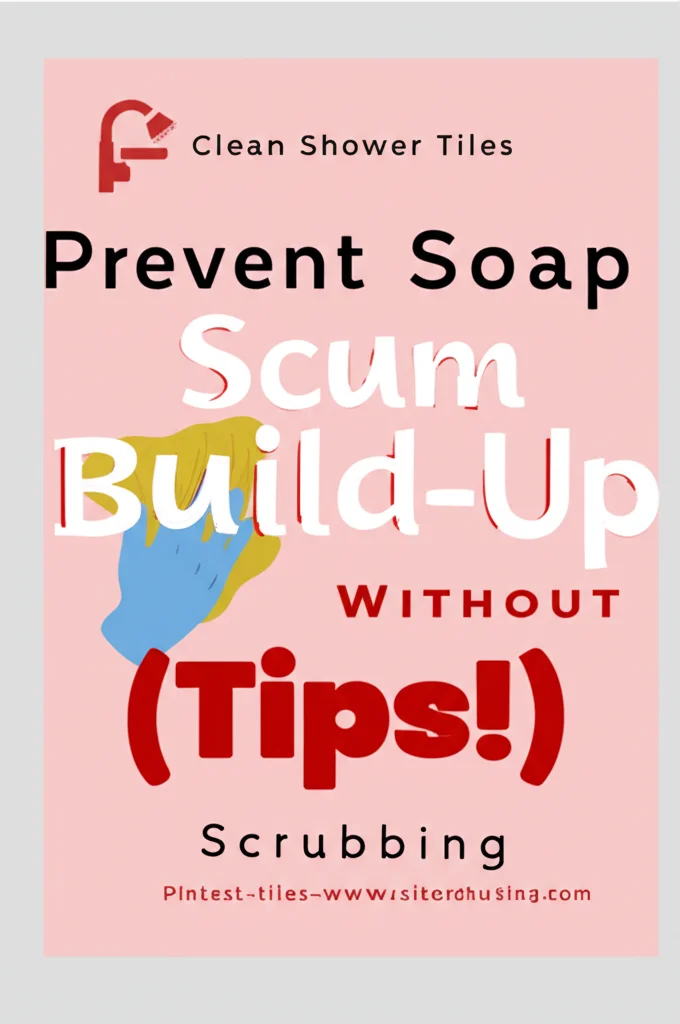 Clean Shower Tiles
Prevent Soap
Scum
Build-Up
WITHOUT
(Tips!)
Scrubbing